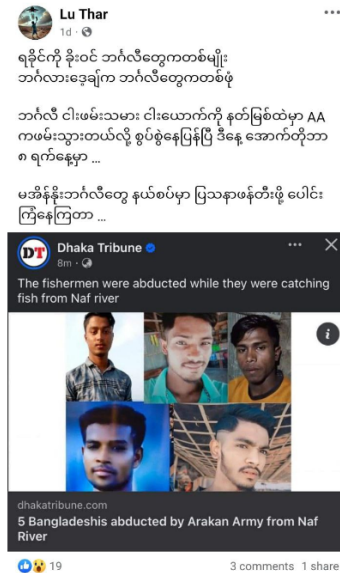 Lu Thar
1d ·
ရခိုင်ကို ခိုးဝင် ဘင်္ဂလီတွေကတစ်မျိုး
ဘင်္ဂလားဒေ့ချ်က ဘင်္ဂလီတွေကတစ်ဖုံ
ဘင်္ဂလီ ငါးဖမ်းသမား ငါးယောက်ကို နတ်မြစ်ထဲမှာ AA
ကဖမ်းသွားတယ်လို့ စွပ်စွဲနေပြန်ပြီ ဒီနေ့ အောက်တိုဘာ
၈ ရက်နေ့မှာ ...
မအိန်နိုးဘင်္ဂလီတွေ နယ်စပ်မှာ ပြသနာဖန်တီးဖို့ ပေါင်း
ကြံနေကြတာ ...
DT
Dhaka Tribune
8m ·
The fishermen were abducted while they were catching
fish from Naf river
dhakatribune.com
5 Bangladeshis abducted by Arakan Army from Naf
River
19
3 comments 1 share